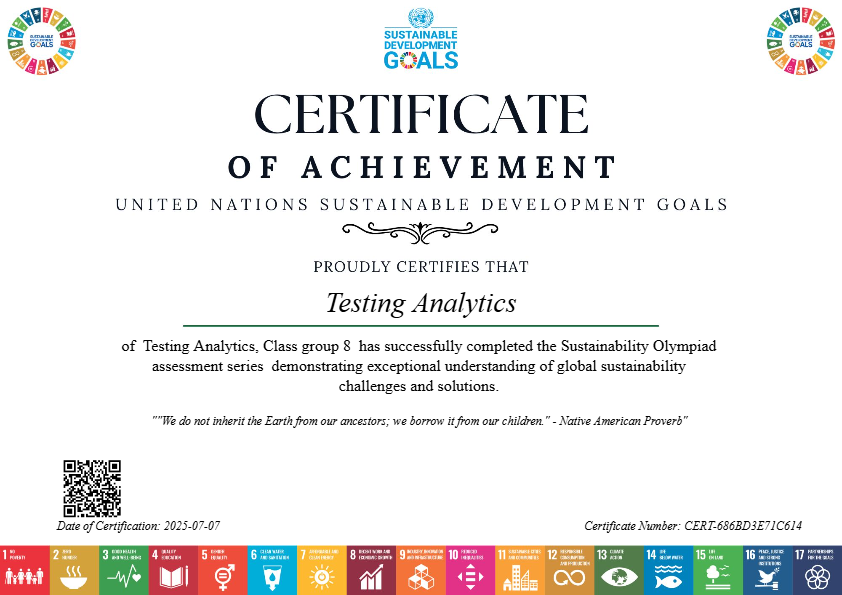 SUSTAINABLE
DEVELOPMENT
GOALS
SUSTAINABLE
DEVELOPMENT
GOALS
SUSTAINABLE
DEVELOPMENT
GOALS
CERTIFICATE
OF ACHIEVEMENT
UNITED NATIONS SUSTAINABLE DEVELOPMENT GOALS
PROUDLY CERTIFIES THAT
Testing Analytics
of Testing Analytics, Class group 8 has successfully completed the Sustainability Olympiad
assessment series demonstrating exceptional understanding of global sustainability
challenges and solutions.
""We do not inherit the Earth from our ancestors; we borrow it from our children." - Native American Proverb"
Date of Certification: 2025-07-07
Certificate Number: CERT-686BD3E71C614
1 NO POVERTY
2 ZERO HUNGER
3 GOOD HEALTH AND WELL-BEING
4 QUALITY EDUCATION
5 GENDER EQUALITY
6 CLEAN WATER AND SANITATION
7 AFFORDABLE AND CLEAN ENERGY
8 DECENT WORK AND ECONOMIC GROWTH
9 INDUSTRY, INNOVATION AND INFRASTRUCTURE
10 REDUCED INEQUALITIES
11 SUSTAINABLE CITIES AND COMMUNITIES
12 RESPONSIBLE CONSUMPTION AND PRODUCTION
13 CLIMATE ACTION
14 LIFE BELOW WATER
15 LIFE ON LAND
16 PEACE, JUSTICE AND STRONG INSTITUTIONS
17 PARTNERSHIPS FOR THE GOALS